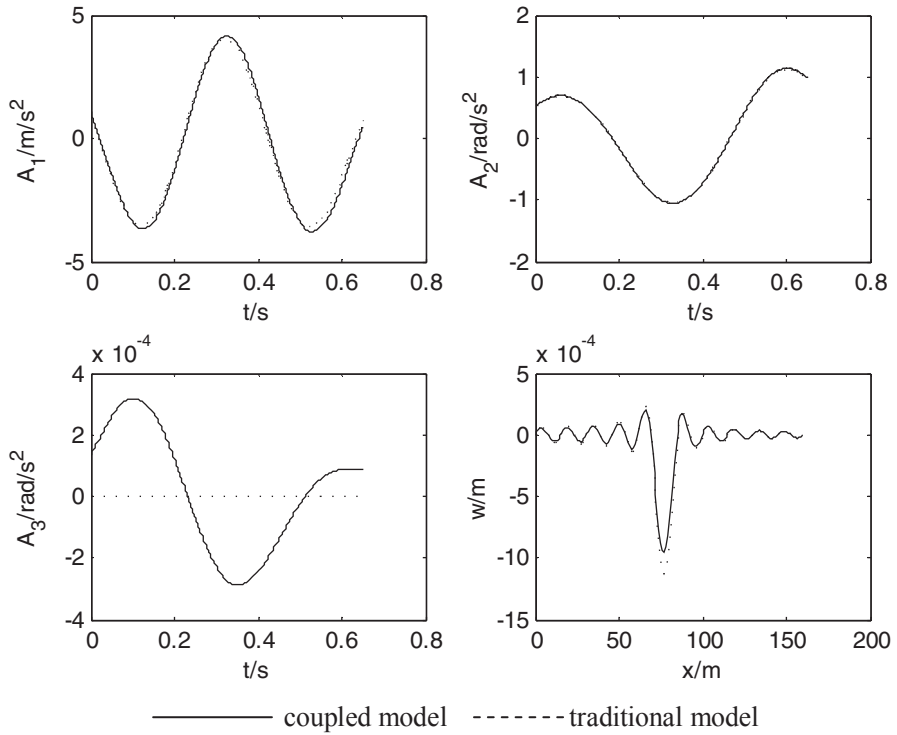 5
0
-5
A1/m/s2
0 0.2 0.4 0.6 0.8
t/s
2
1
0
-1
-2
A2/rad/s2
0 0.2 0.4 0.6 0.8
t/s
x 10-4
4
2
0
-2
-4
A3/rad/s2
0 0.2 0.4 0.6 0.8
t/s
x 10-4
5
0
-5
-10
-15
w/m
0 50 100 150 200
x/m
coupled model traditional model